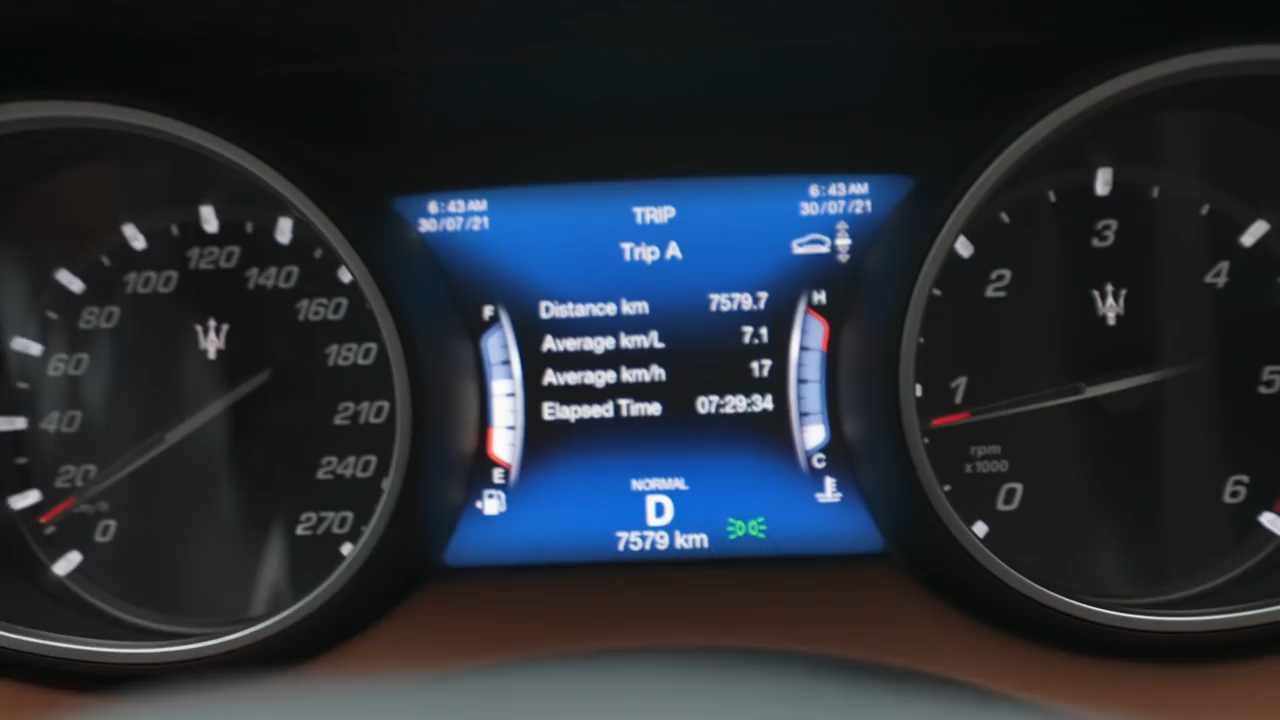 20
40
60
80
100
120
140
160
180
210
240
270
0
6:43 AM
30/07/21
TRIP
Trip A
6:43 AM
30/07/21
F
E
Distance km 7579.7
Average km/L 7.1
Average km/h 17
Elapsed Time 07:29:34
H
C
NORMAL
D
7579 km
0
1
2
3
4
5
6
rpm
x1000